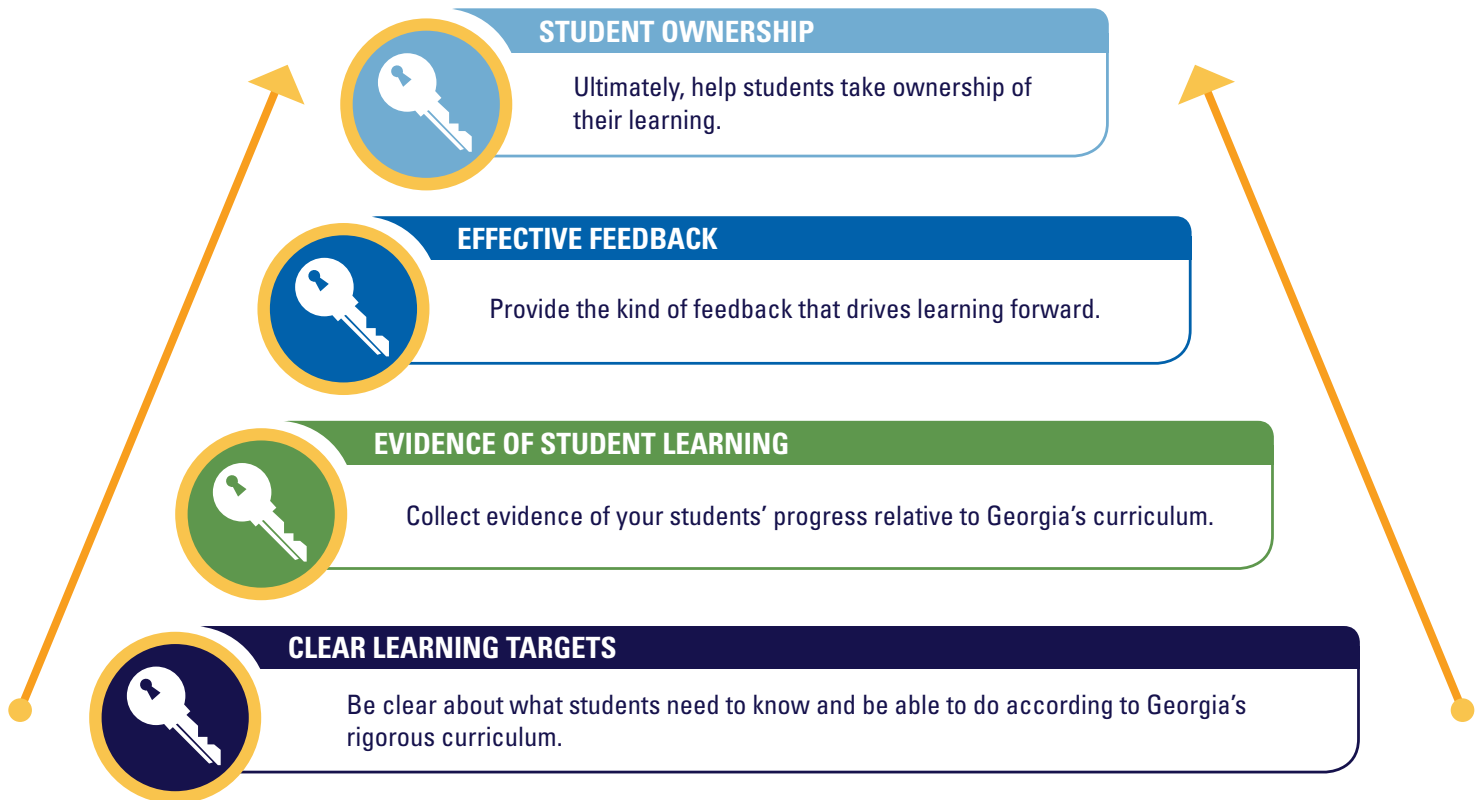 STUDENT OWNERSHIP
Ultimately, help students take ownership of
their learning.
EFFECTIVE FEEDBACK
Provide the kind of feedback that drives learning forward.
EVIDENCE OF STUDENT LEARNING
Collect evidence of your students’ progress relative to Georgia’s curriculum.
CLEAR LEARNING TARGETS
Be clear about what students need to know and be able to do according to Georgia’s
rigorous curriculum.